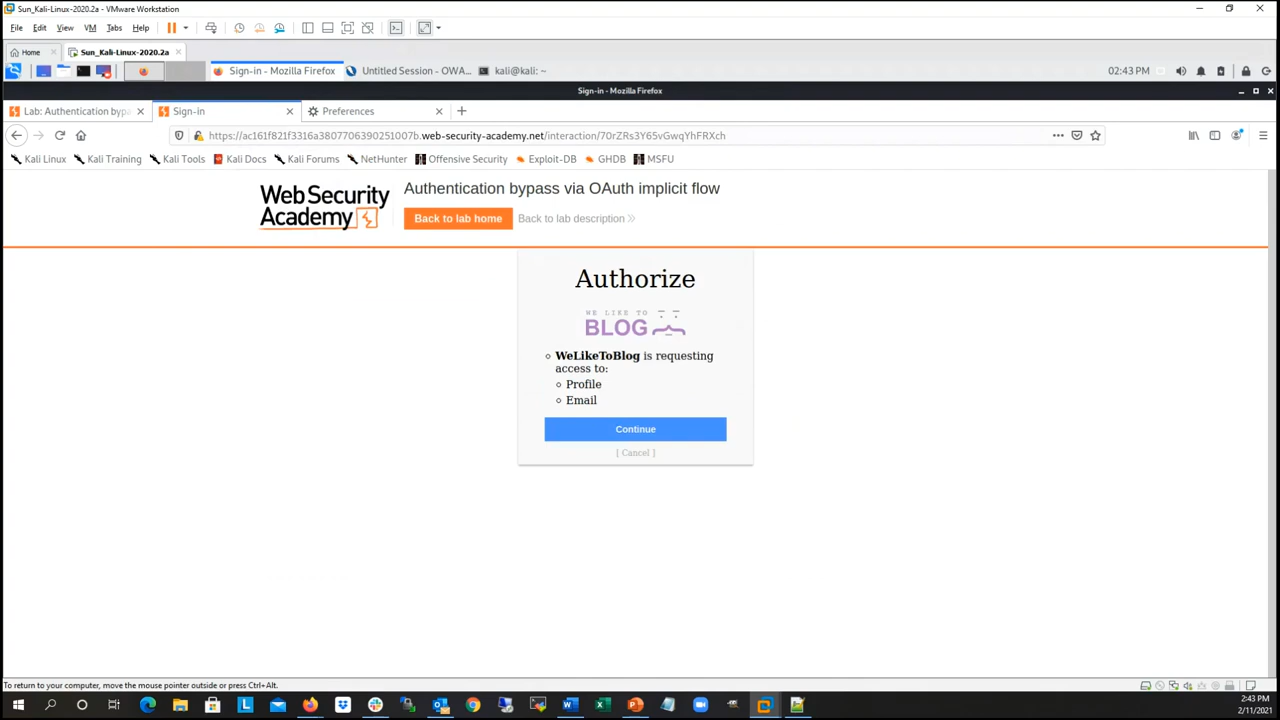 Sun_Kali-Linux-2020.2a - VMware Workstation
File Edit View VM Tabs Help
Home Sun_Kali-Linux-2020.2a
Sign-in - Mozilla Firefox Untitled Session - OWA... kali@kali: ~ 02:43 PM
Sign-in - Mozilla Firefox
Lab: Authentication byp Sign-in Preferences
https://ac161f821f3316a3807706390251007b.web-security-academy.net/interaction/70rZRs3Y65vGwqYhFRXch
Kali Linux Kali Training Kali Tools Kali Docs Kali Forums NetHunter Offensive Security Exploit-DB GHDB MSFU
Web Security
Academy
Authentication bypass via OAuth implicit flow
Back to lab home Back to lab description
Authorize
WE LIKE TO
BLOG
WeLikeToBlog is requesting
access to:
Profile
Email
Continue
[ Cancel ]
To return to your computer, move the mouse pointer outside or press Ctrl+Alt.
2:43 PM
2/11/2021